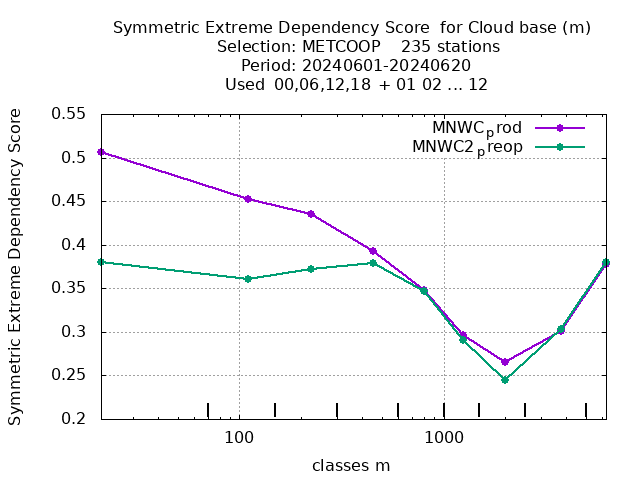 Symmetric Extreme Dependency Score  for Cloud base (m)
Selection: METCOOP    235 stations
Period: 20240601-20240620
Used  00,06,12,18 + 01 02 ... 12
Symmetric Extreme Dependency Score
0.55
0.5
0.45
0.4
0.35
0.3
0.25
0.2
MNWCprod
MNWC2preop
100
1000
classes m